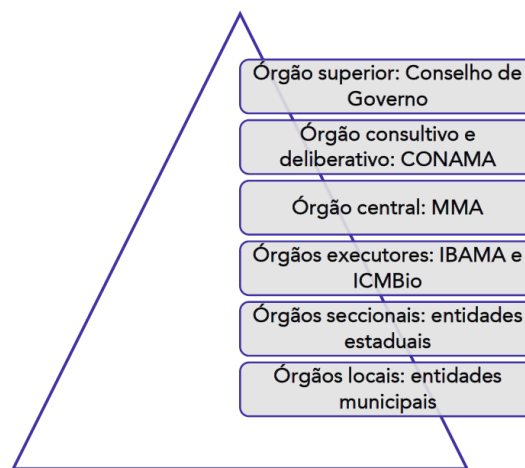 Órgão superior: Conselho de
Governo
Órgão consultivo e
deliberativo: CONAMA
Órgão central: MMA
Órgãos executores: IBAMA e
ICMBio
Órgãos seccionais: entidades
estaduais
Órgãos locais: entidades
municipais